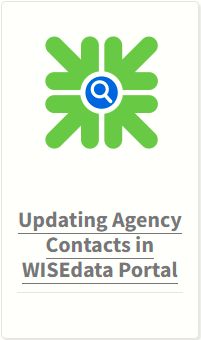 Updating Agency
Contacts in
WISEdata Portal